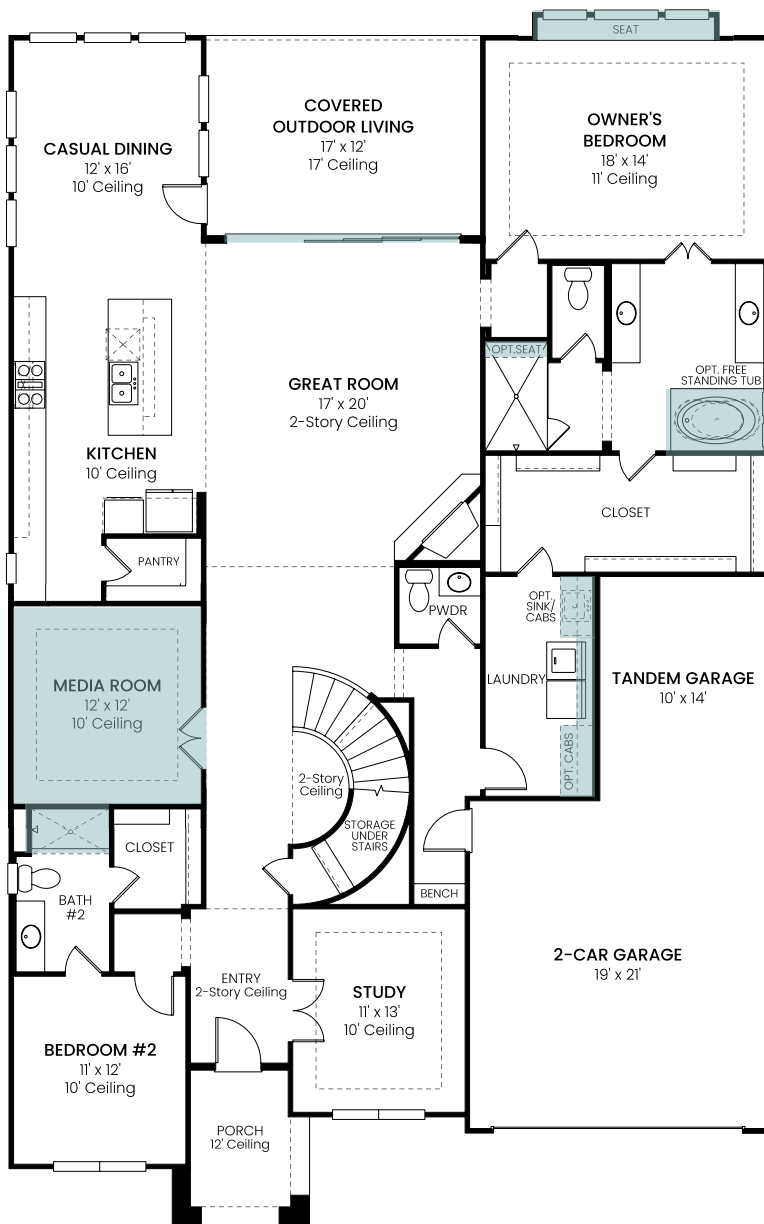 SEAT
COVERED
OUTDOOR LIVING
17' x 12'
17' Ceiling
OWNER'S
BEDROOM
18' x 14'
11' Ceiling
CASUAL DINING
12' x 16'
10' Ceiling
OPT. SEAT
OPT. FREE
STANDING TUB
GREAT ROOM
17' x 20'
2-Story Ceiling
KITCHEN
10' Ceiling
CLOSET
PANTRY
PWDR
OPT.
SINK/
CABS
LAUNDRY
TANDEM GARAGE
10' x 14'
MEDIA ROOM
12' x 12'
10' Ceiling
OPT. CABS
2-Story
Ceiling
STORAGE
UNDER
STAIRS
CLOSET
BATH
#2
BENCH
ENTRY
2-Story Ceiling
STUDY
11' x 13'
10' Ceiling
2-CAR GARAGE
19' x 21'
BEDROOM #2
11' x 12'
10' Ceiling
PORCH
12' Ceiling